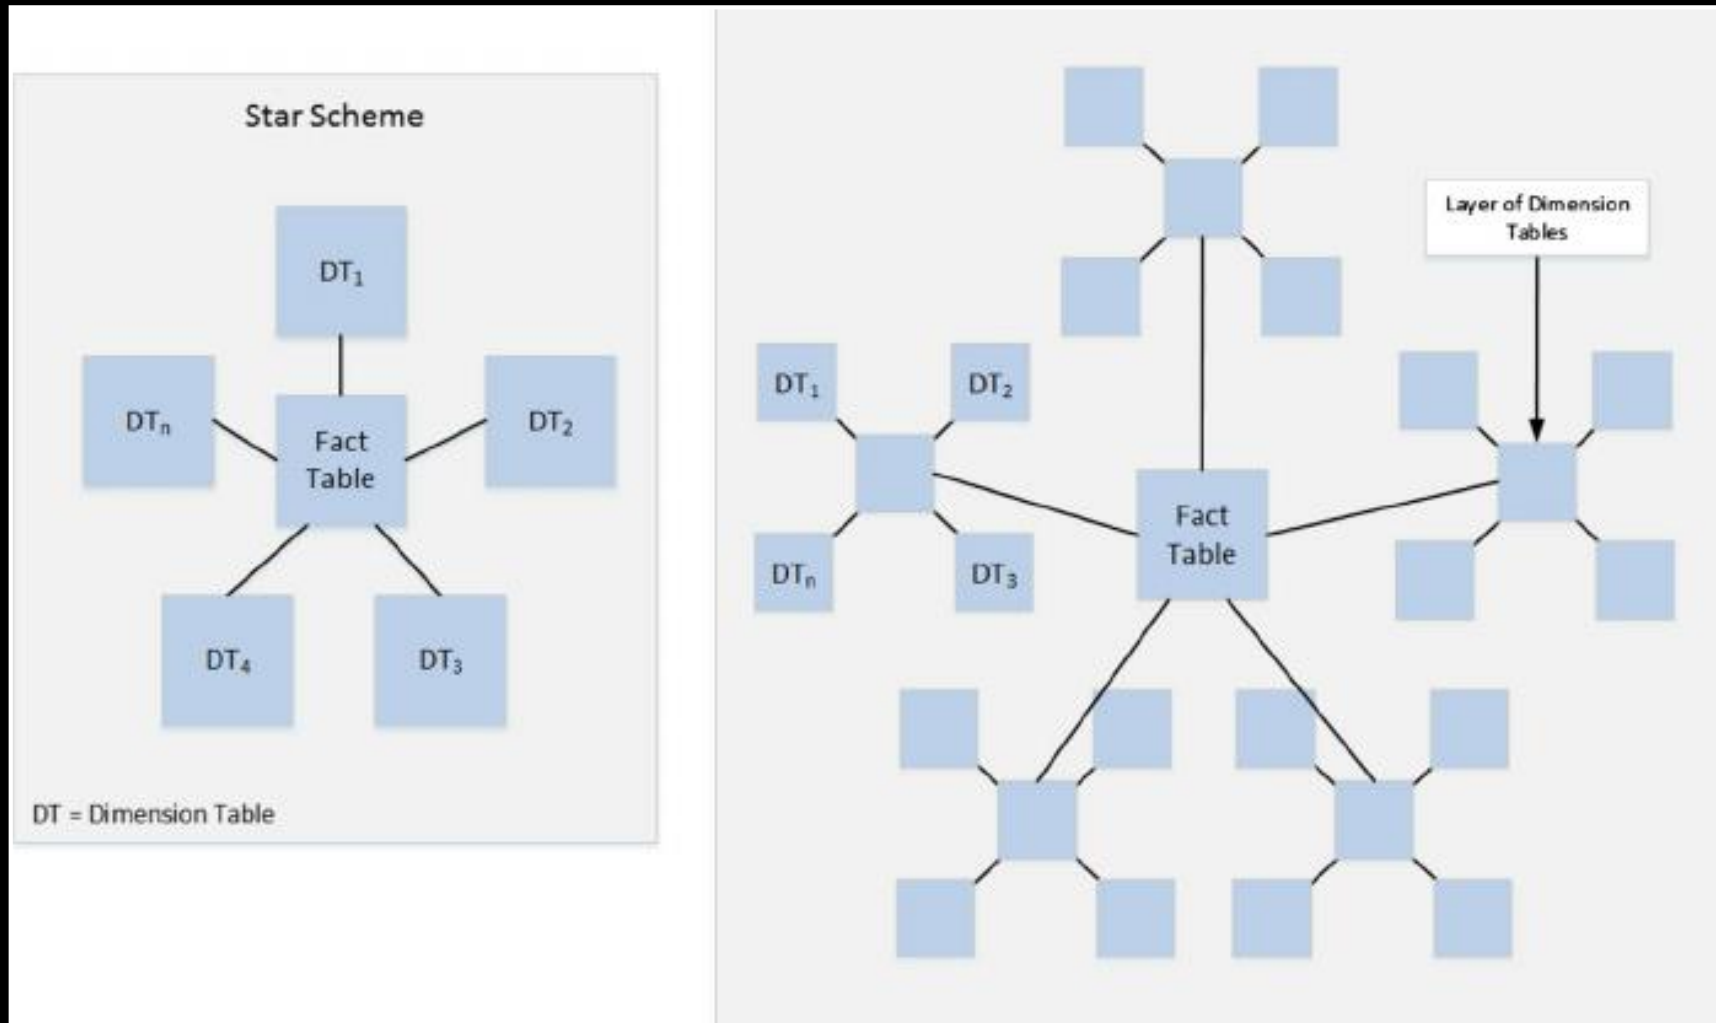 Star Scheme
DT₁
DTₙ
DT₂
Fact
Table
DT₄
DT₃
DT = Dimension Table
Layer of Dimension
Tables
DT₁
DT₂
Fact
Table
DTₙ
DT₃